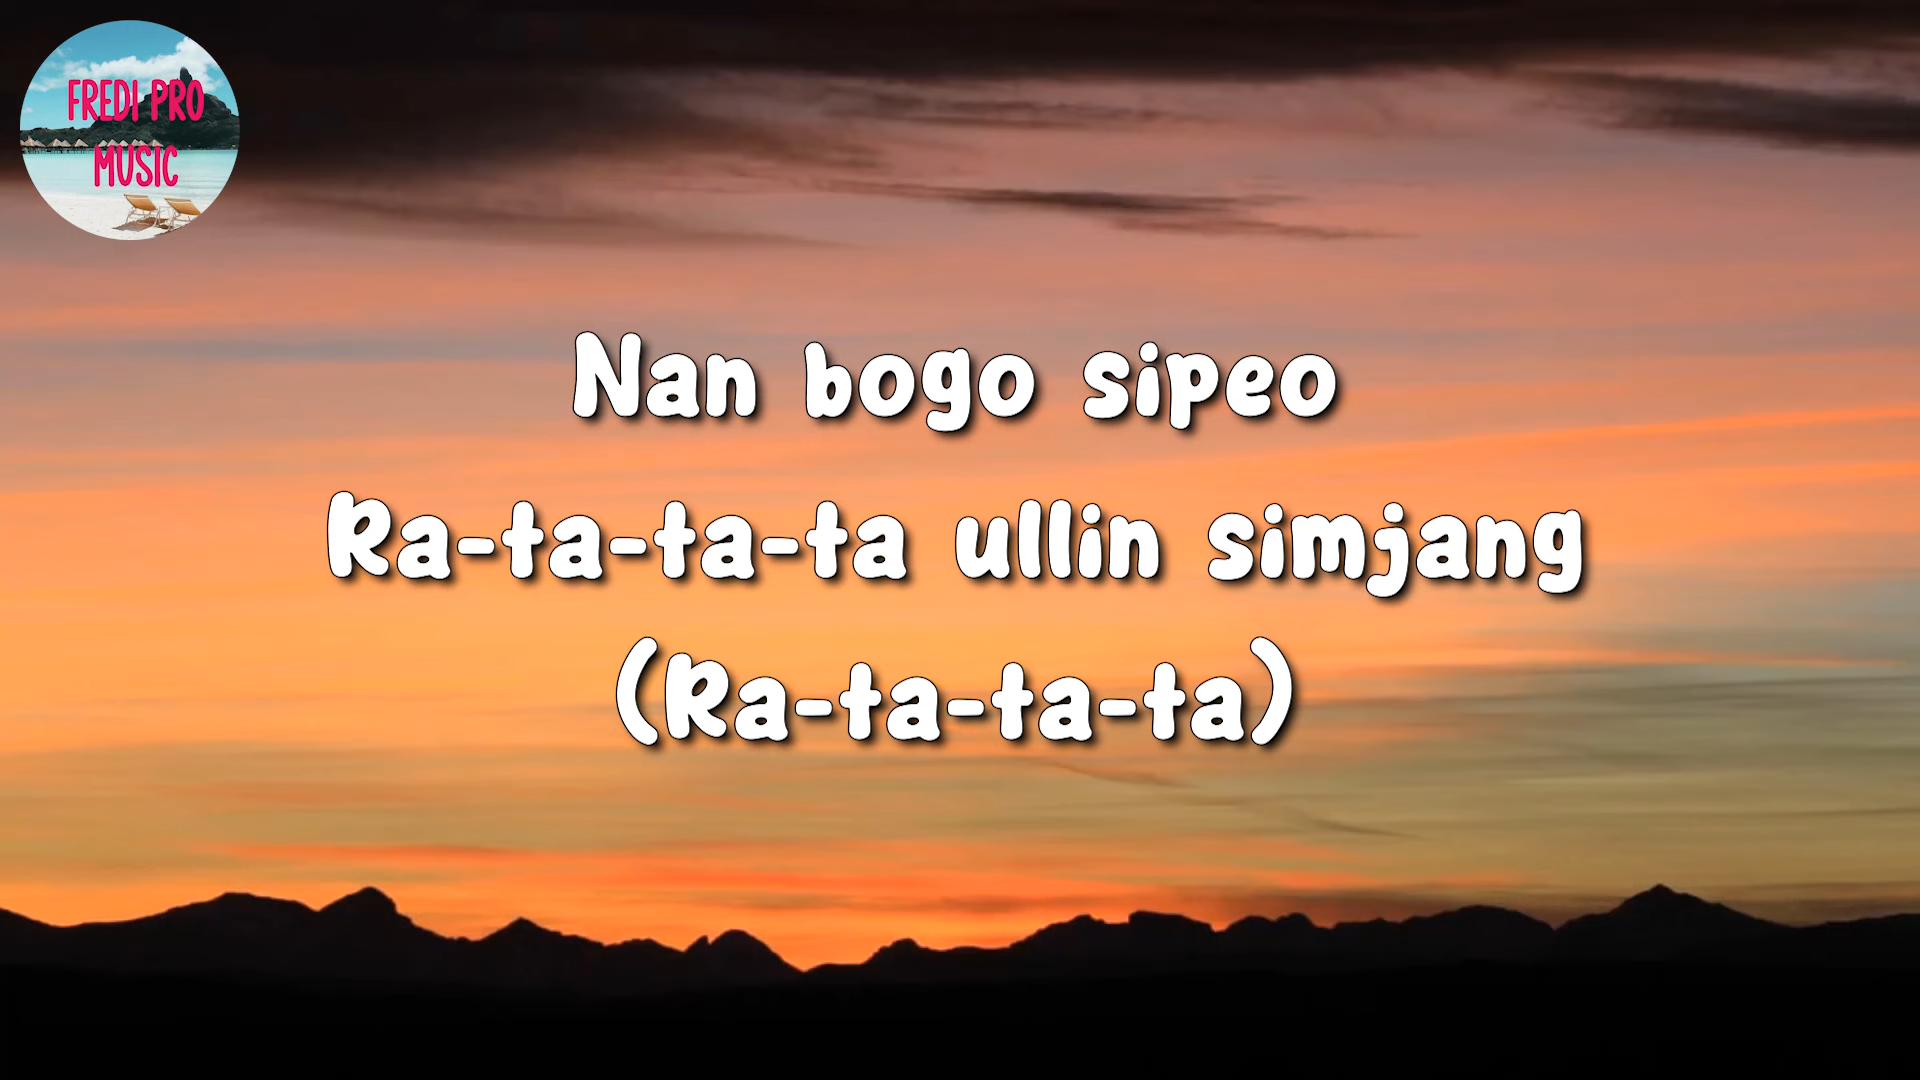 FREDI PRO
MUSIC
Nan bogo sipeo
Ra-ta-ta-ta ullin simjang
(Ra-ta-ta-ta)